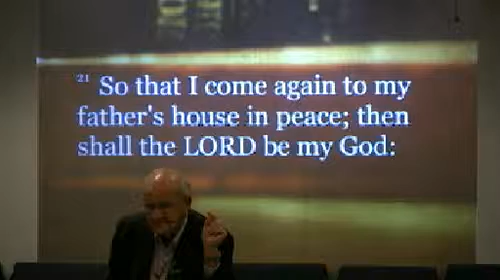 21 So that I come again to my
father's house in peace; then
shall the LORD be my God: